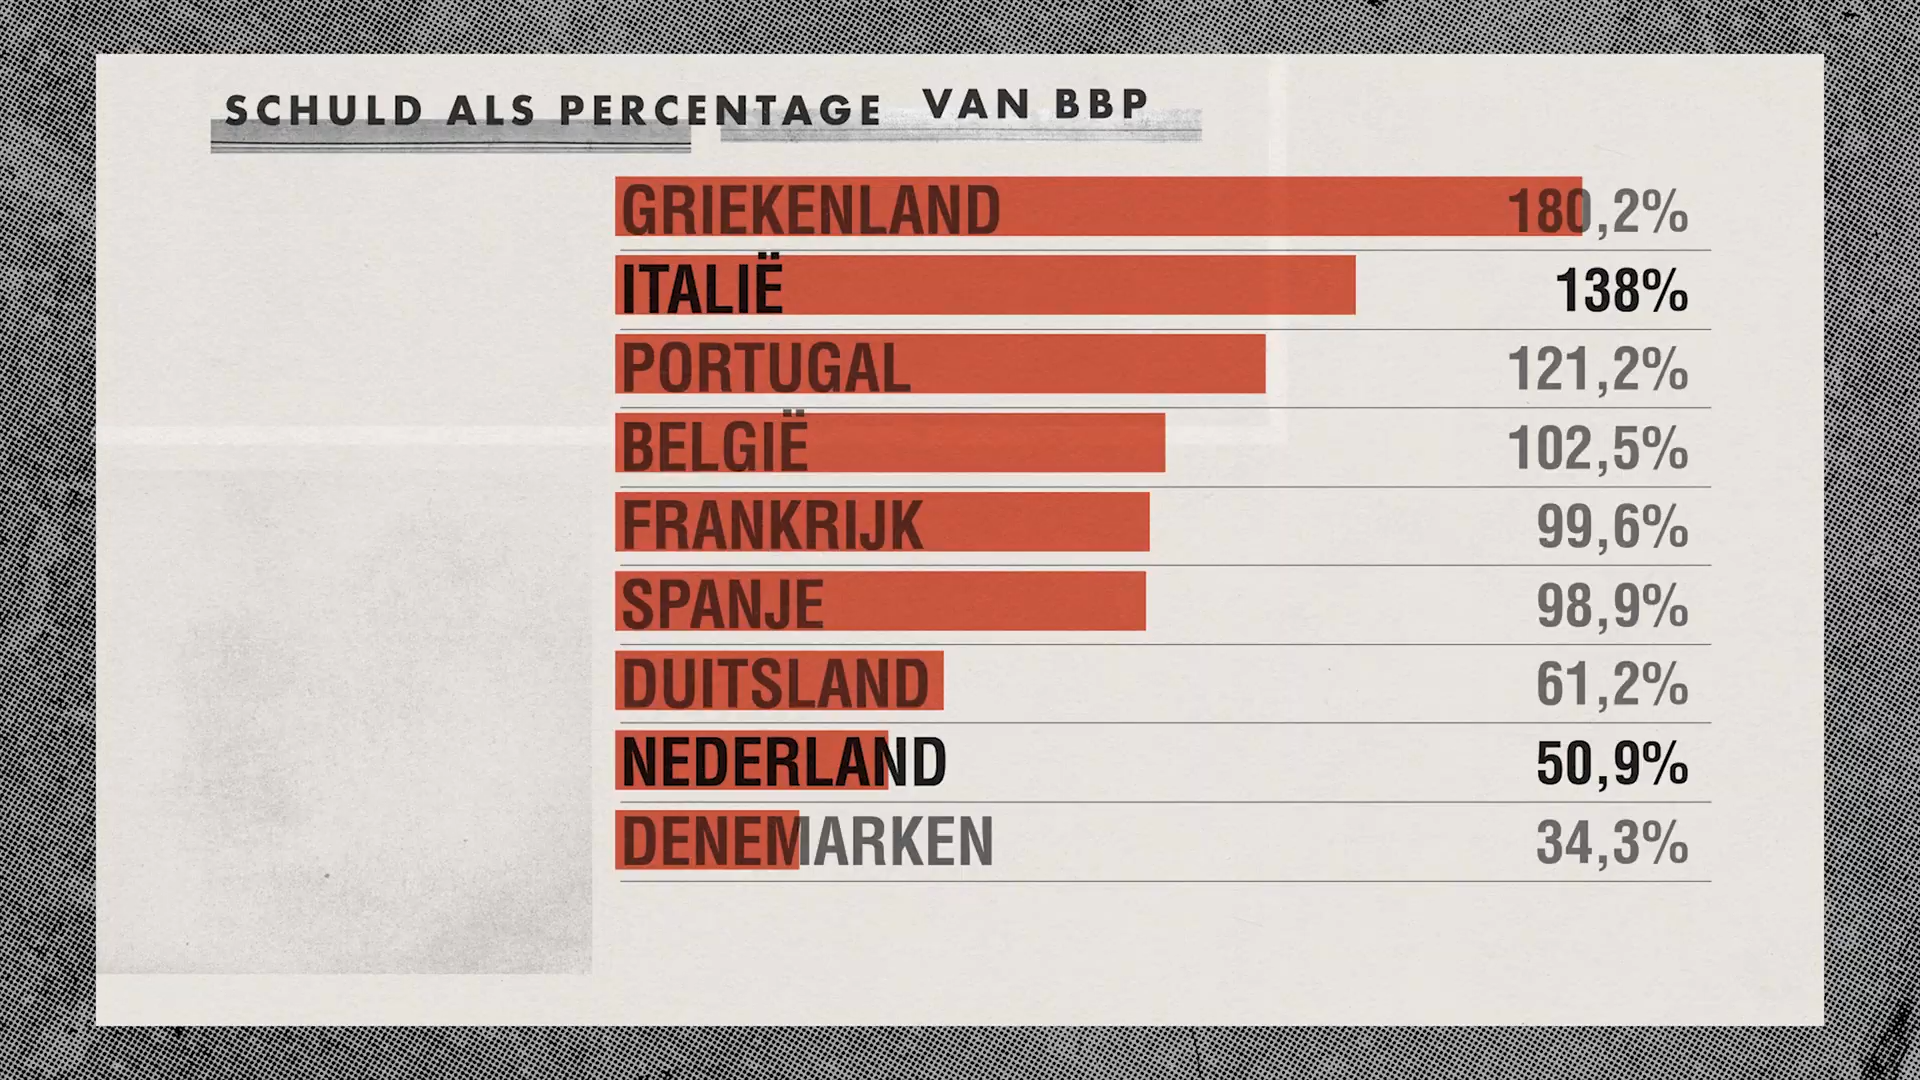 SCHULD ALS PERCENTAGE VAN BBP
GRIEKENLAND 180,2%
ITALIË 138%
PORTUGAL 121,2%
BELGIË 102,5%
FRANKRIJK 99,6%
SPANJE 98,9%
DUITSLAND 61,2%
NEDERLAND 50,9%
DENEMARKEN 34,3%